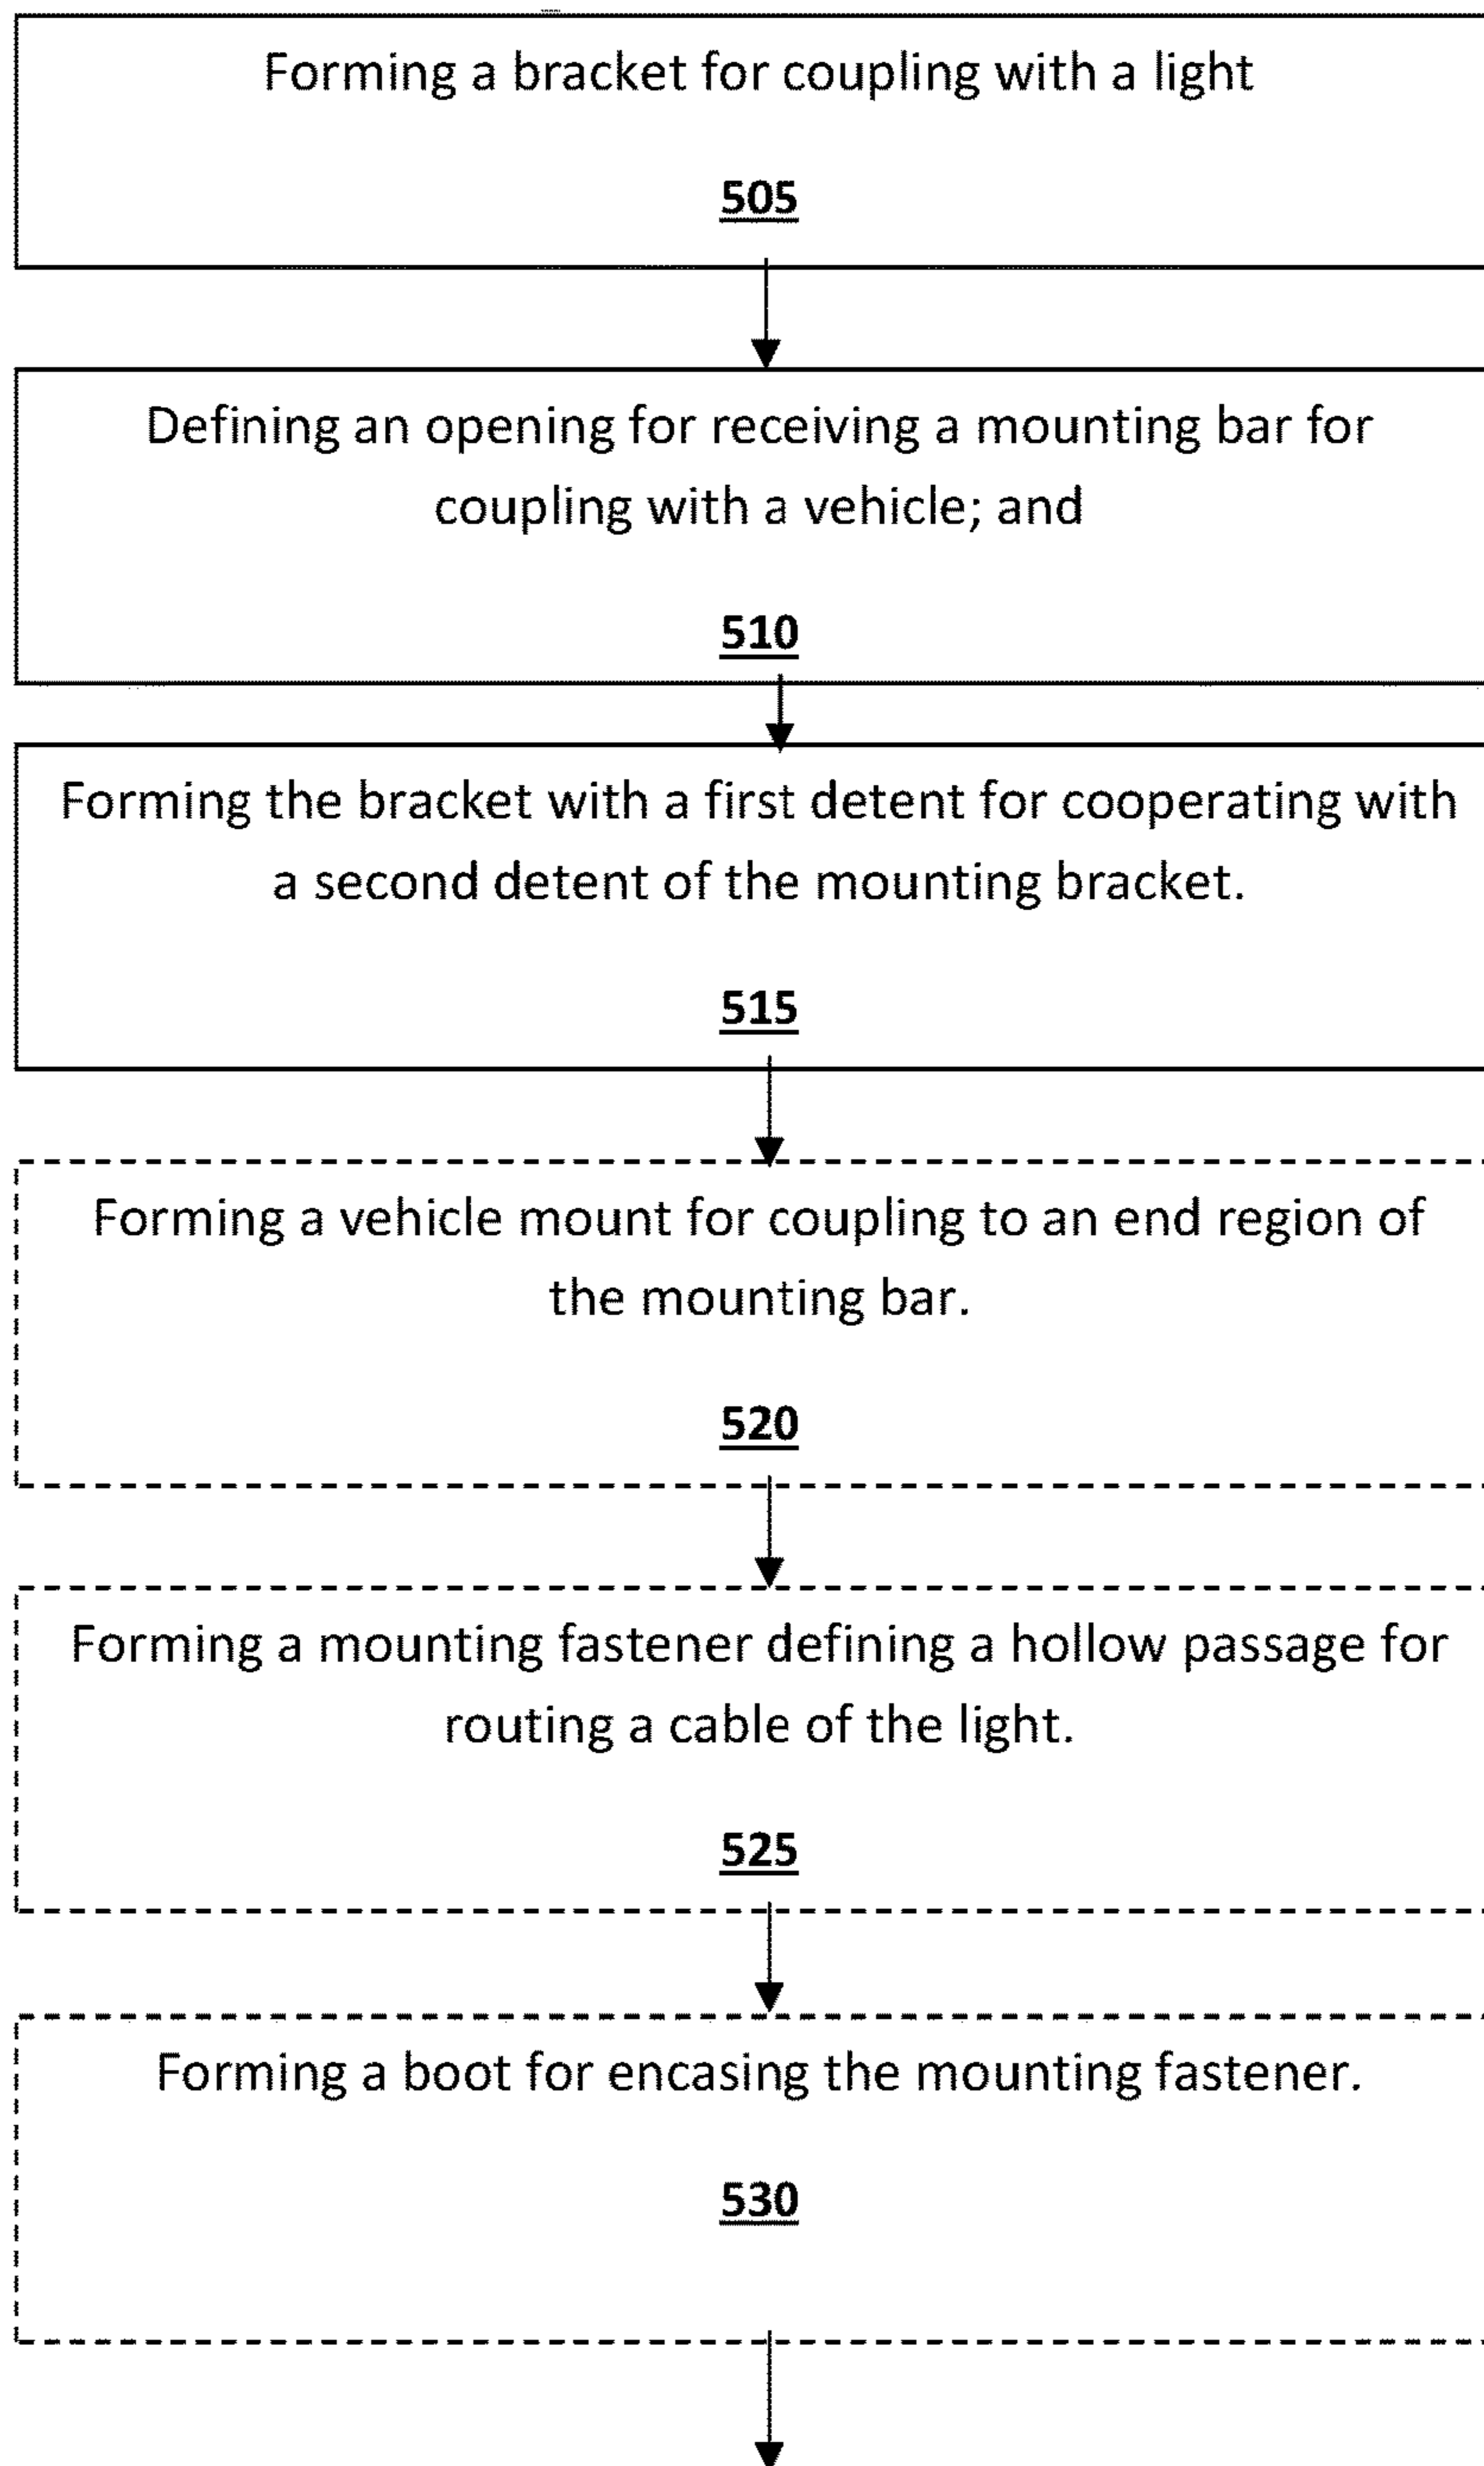 Forming a bracket for coupling with a light
505
Defining an opening for receiving a mounting bar for
coupling with a vehicle; and
510
Forming the bracket with a first detent for cooperating with
a second detent of the mounting bracket.
515
Forming a vehicle mount for coupling to an end region of
the mounting bar.
520
Forming a mounting fastener defining a hollow passage for
routing a cable of the light.
525
Forming a boot for encasing the mounting fastener.
530